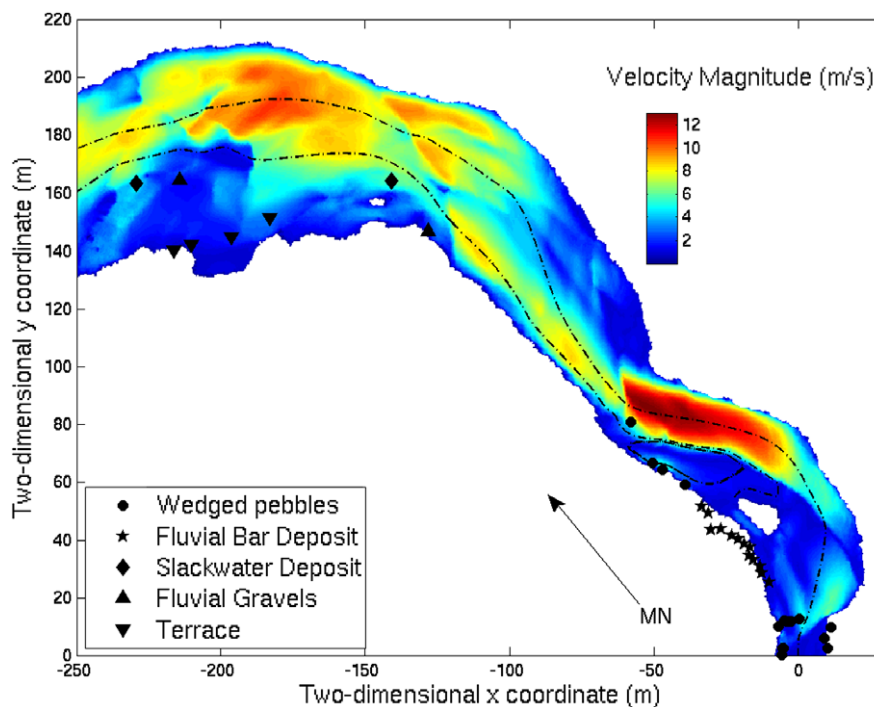 220
200
180
160
140
120
100
80
60
40
20
0
-250
-200
-150
-100
-50
0
Two-dimensional y coordinate (m)
Two-dimensional x coordinate (m)
Velocity Magnitude (m/s)
12
10
8
6
4
2
Wedged pebbles
Fluvial Bar Deposit
Slackwater Deposit
Fluvial Gravels
Terrace
MN